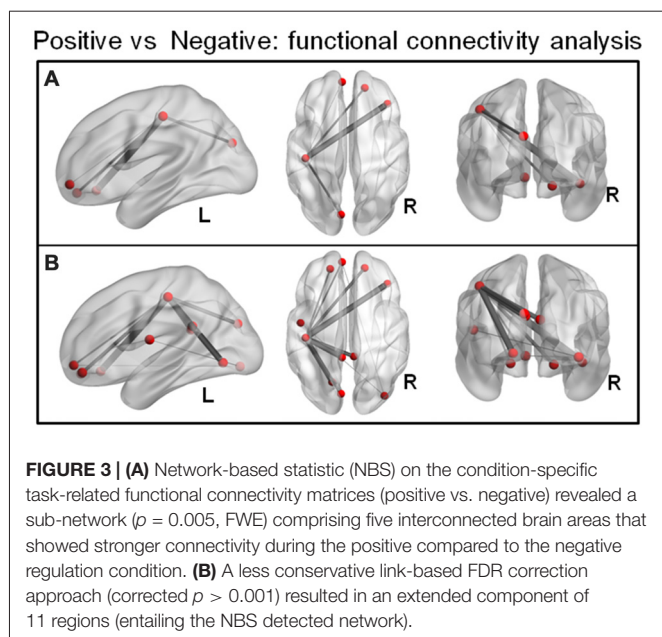 Positive vs Negative: functional connectivity analysis
A
L
R
R
B
L
R
R
FIGURE 3 | (A) Network-based statistic (NBS) on the condition-specific
task-related functional connectivity matrices (positive vs. negative) revealed a
sub-network (p = 0.005, FWE) comprising five interconnected brain areas that
showed stronger connectivity during the positive compared to the negative
regulation condition. (B) A less conservative link-based FDR correction
approach (corrected p > 0.001) resulted in an extended component of
11 regions (entailing the NBS detected network).